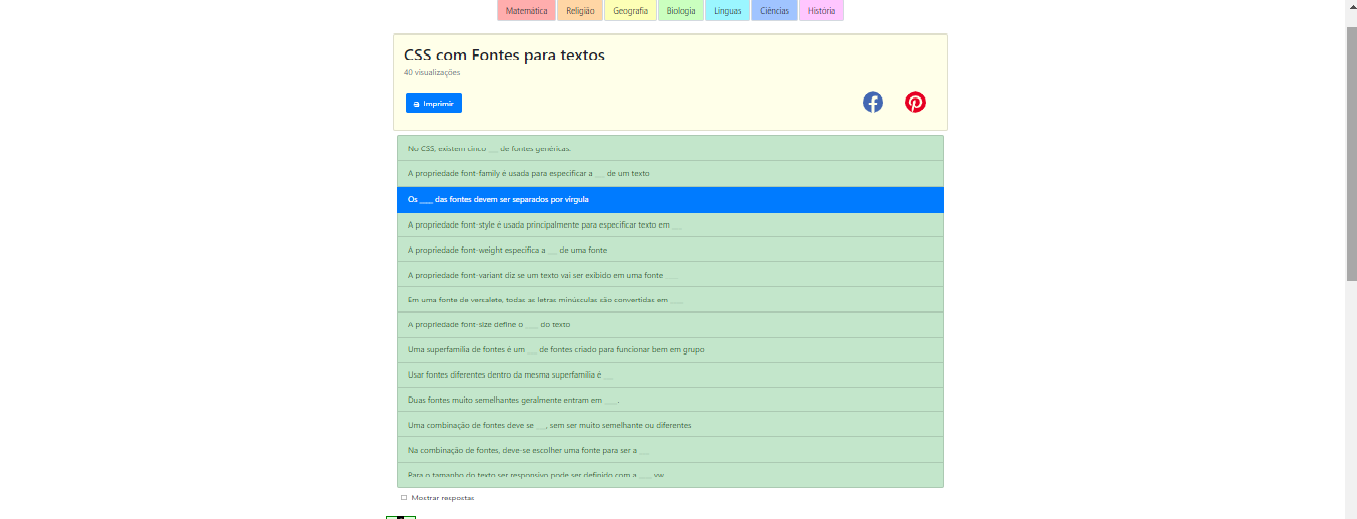 Matemática Religião Geografia Biologia Línguas Ciências História
CSS com Fontes para textos
40 visualizações
Imprimir
No CSS, existem cinco ___ de fontes genéricas.
A propriedade font-family é usada para especificar a ___ de um texto
Os ____ das fontes devem ser separados por vírgula
A propriedade font-style é usada principalmente para especificar texto em ___
A propriedade font-weight especifica a ___ de uma fonte
A propriedade font-variant diz se um texto vai ser exibido em uma fonte ____
Em uma fonte de versalete, todas as letras minúsculas são convertidas em ____
A propriedade font-size define o ____ do texto
Uma superfamília de fontes é um ___ de fontes criado para funcionar bem em grupo
Usar fontes diferentes dentro da mesma superfamília é ___
Duas fontes muito semelhantes geralmente entram em ____.
Uma combinação de fontes deve se ___, sem ser muito semelhante ou diferentes
Na combinação de fontes, deve-se escolher uma fonte para ser a ___
Para o tamanho do texto ser responsivo pode ser definido com a ____ vw
Mostrar respostas